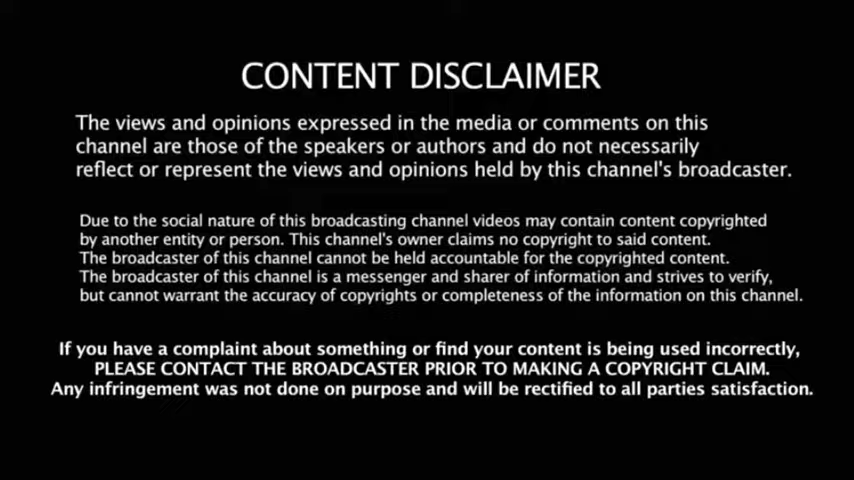 CONTENT DISCLAIMER
The views and opinions expressed in the media or comments on this
channel are those of the speakers or authors and do not necessarily
reflect or represent the views and opinions held by this channel's broadcaster.
Due to the social nature of this broadcasting channel videos may contain content copyrighted
by another entity or person. This channel's owner claims no copyright to said content.
The broadcaster of this channel cannot be held accountable for the copyrighted content.
The broadcaster of this channel is a messenger and sharer of information and strives to verify,
but cannot warrant the accuracy of copyrights or completeness of the information on this channel.
If you have a complaint about something or find your content is being used incorrectly,
PLEASE CONTACT THE BROADCASTER PRIOR TO MAKING A COPYRIGHT CLAIM.
Any infringement was not done on purpose and will be rectified to all parties satisfaction.